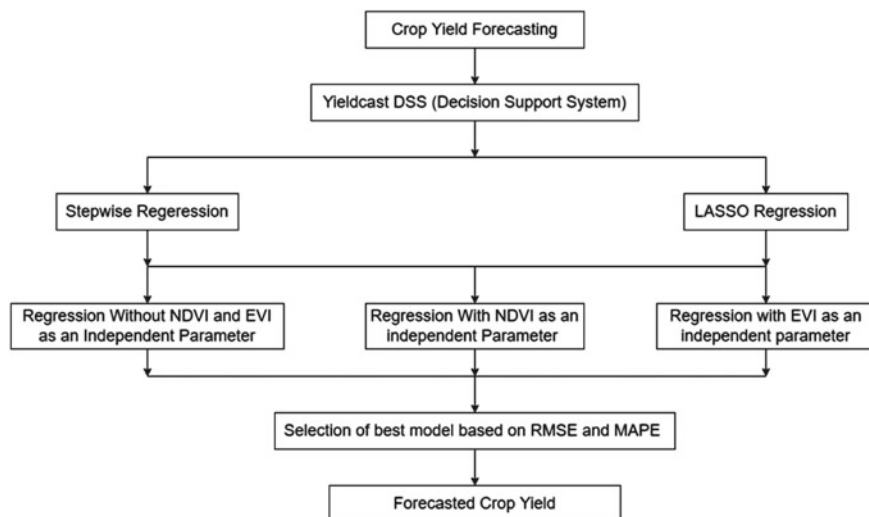 Crop Yield Forecasting
Yieldcast DSS (Decision Support System)
Stepwise Regeression
LASSO Regression
Regression Without NDVI and EVI
as an Independent Parameter
Regression With NDVI as an
independent Parameter
Regression with EVI as an
independent parameter
Selection of best model based on RMSE and MAPE
Forecasted Crop Yield